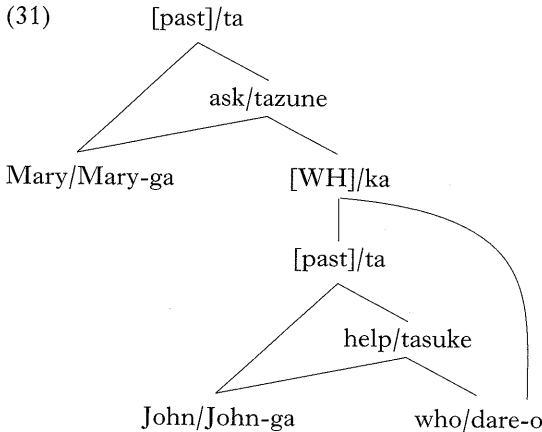 (31) [past]/ta
ask/tazune
Mary/Mary-ga [WH]/ka
[past]/ta
help/tasuke
John/John-ga who/dare-o